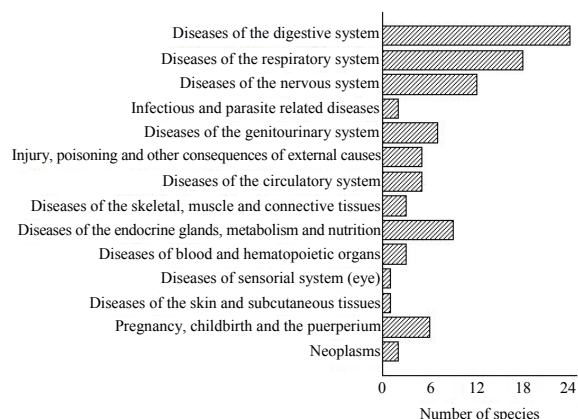 Diseases of the digestive system
Diseases of the respiratory system
Diseases of the nervous system
Infectious and parasite related diseases
Diseases of the genitourinary system
Injury, poisoning and other consequences of external causes
Diseases of the circulatory system
Diseases of the skeletal, muscle and connective tissues
Diseases of the endocrine glands, metabolism and nutrition
Diseases of blood and hematopoietic organs
Diseases of sensorial system (eye)
Diseases of the skin and subcutaneous tissues
Pregnancy, childbirth and the puerperium
Neoplasms
0 6 12 18 24
Number of species